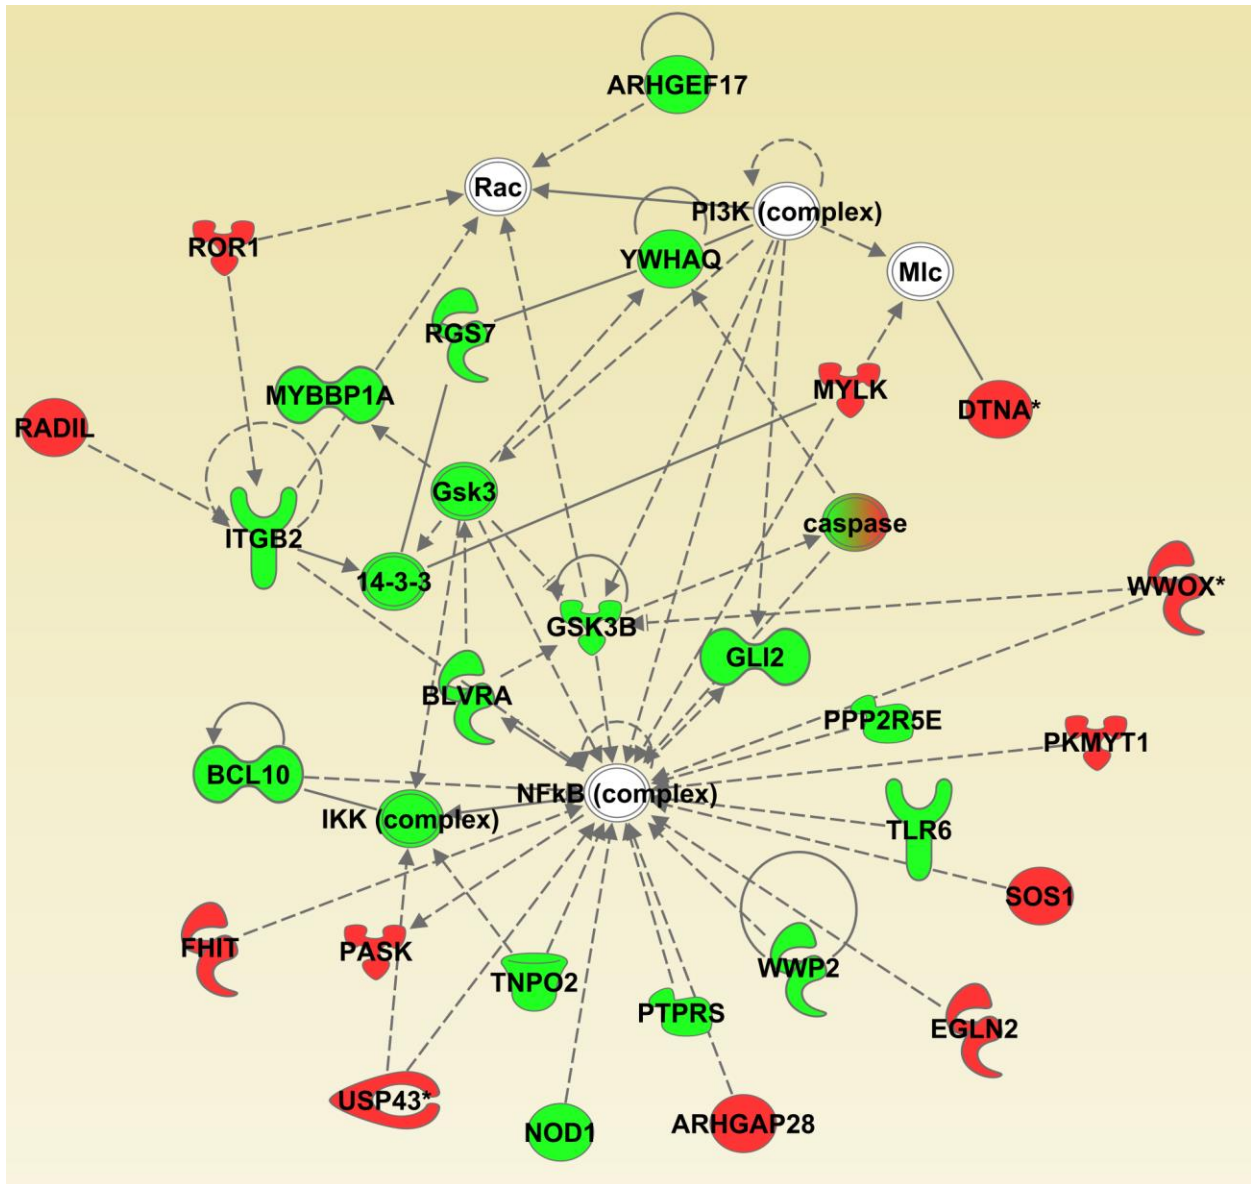 ARHGEF17
Rac
PI3K (complex)
ROR1
YWHAQ
Mlc
RGS7
MYBBP1A
MYLK
DTNA*
RADIL
Gsk3
caspase
ITGB2
14-3-3
WWOX*
GSK3B
GLI2
BLVRA
PPP2R5E
PKMYT1
BCL10
NFkB (complex)
IKK (complex)
TLR6
SOS1
FHIT
PASK
TNPO2
WWP2
PTPRS
EGLN2
USP43*
NOD1
ARHGAP28